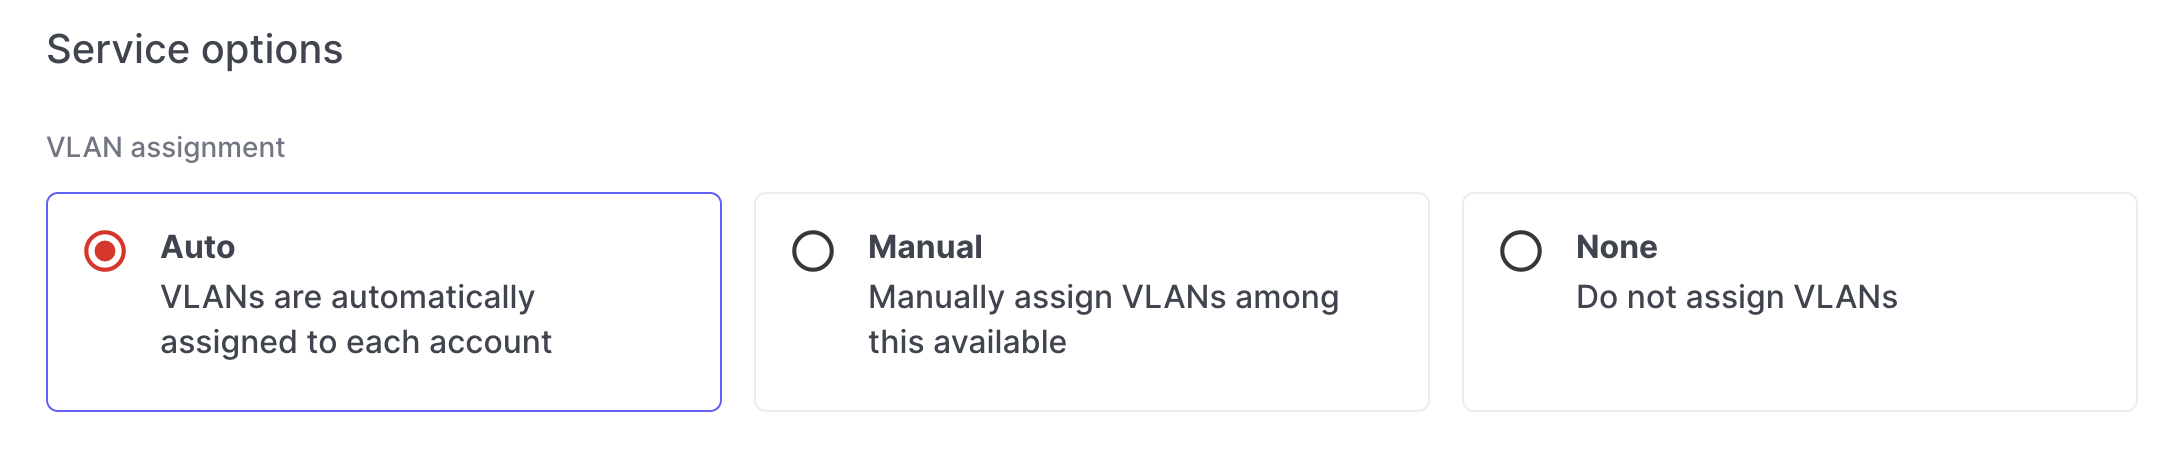 Service options
VLAN assignment
Auto
VLANs are automatically
assigned to each account
Manual
Manually assign VLANs among
this available
None
Do not assign VLANs